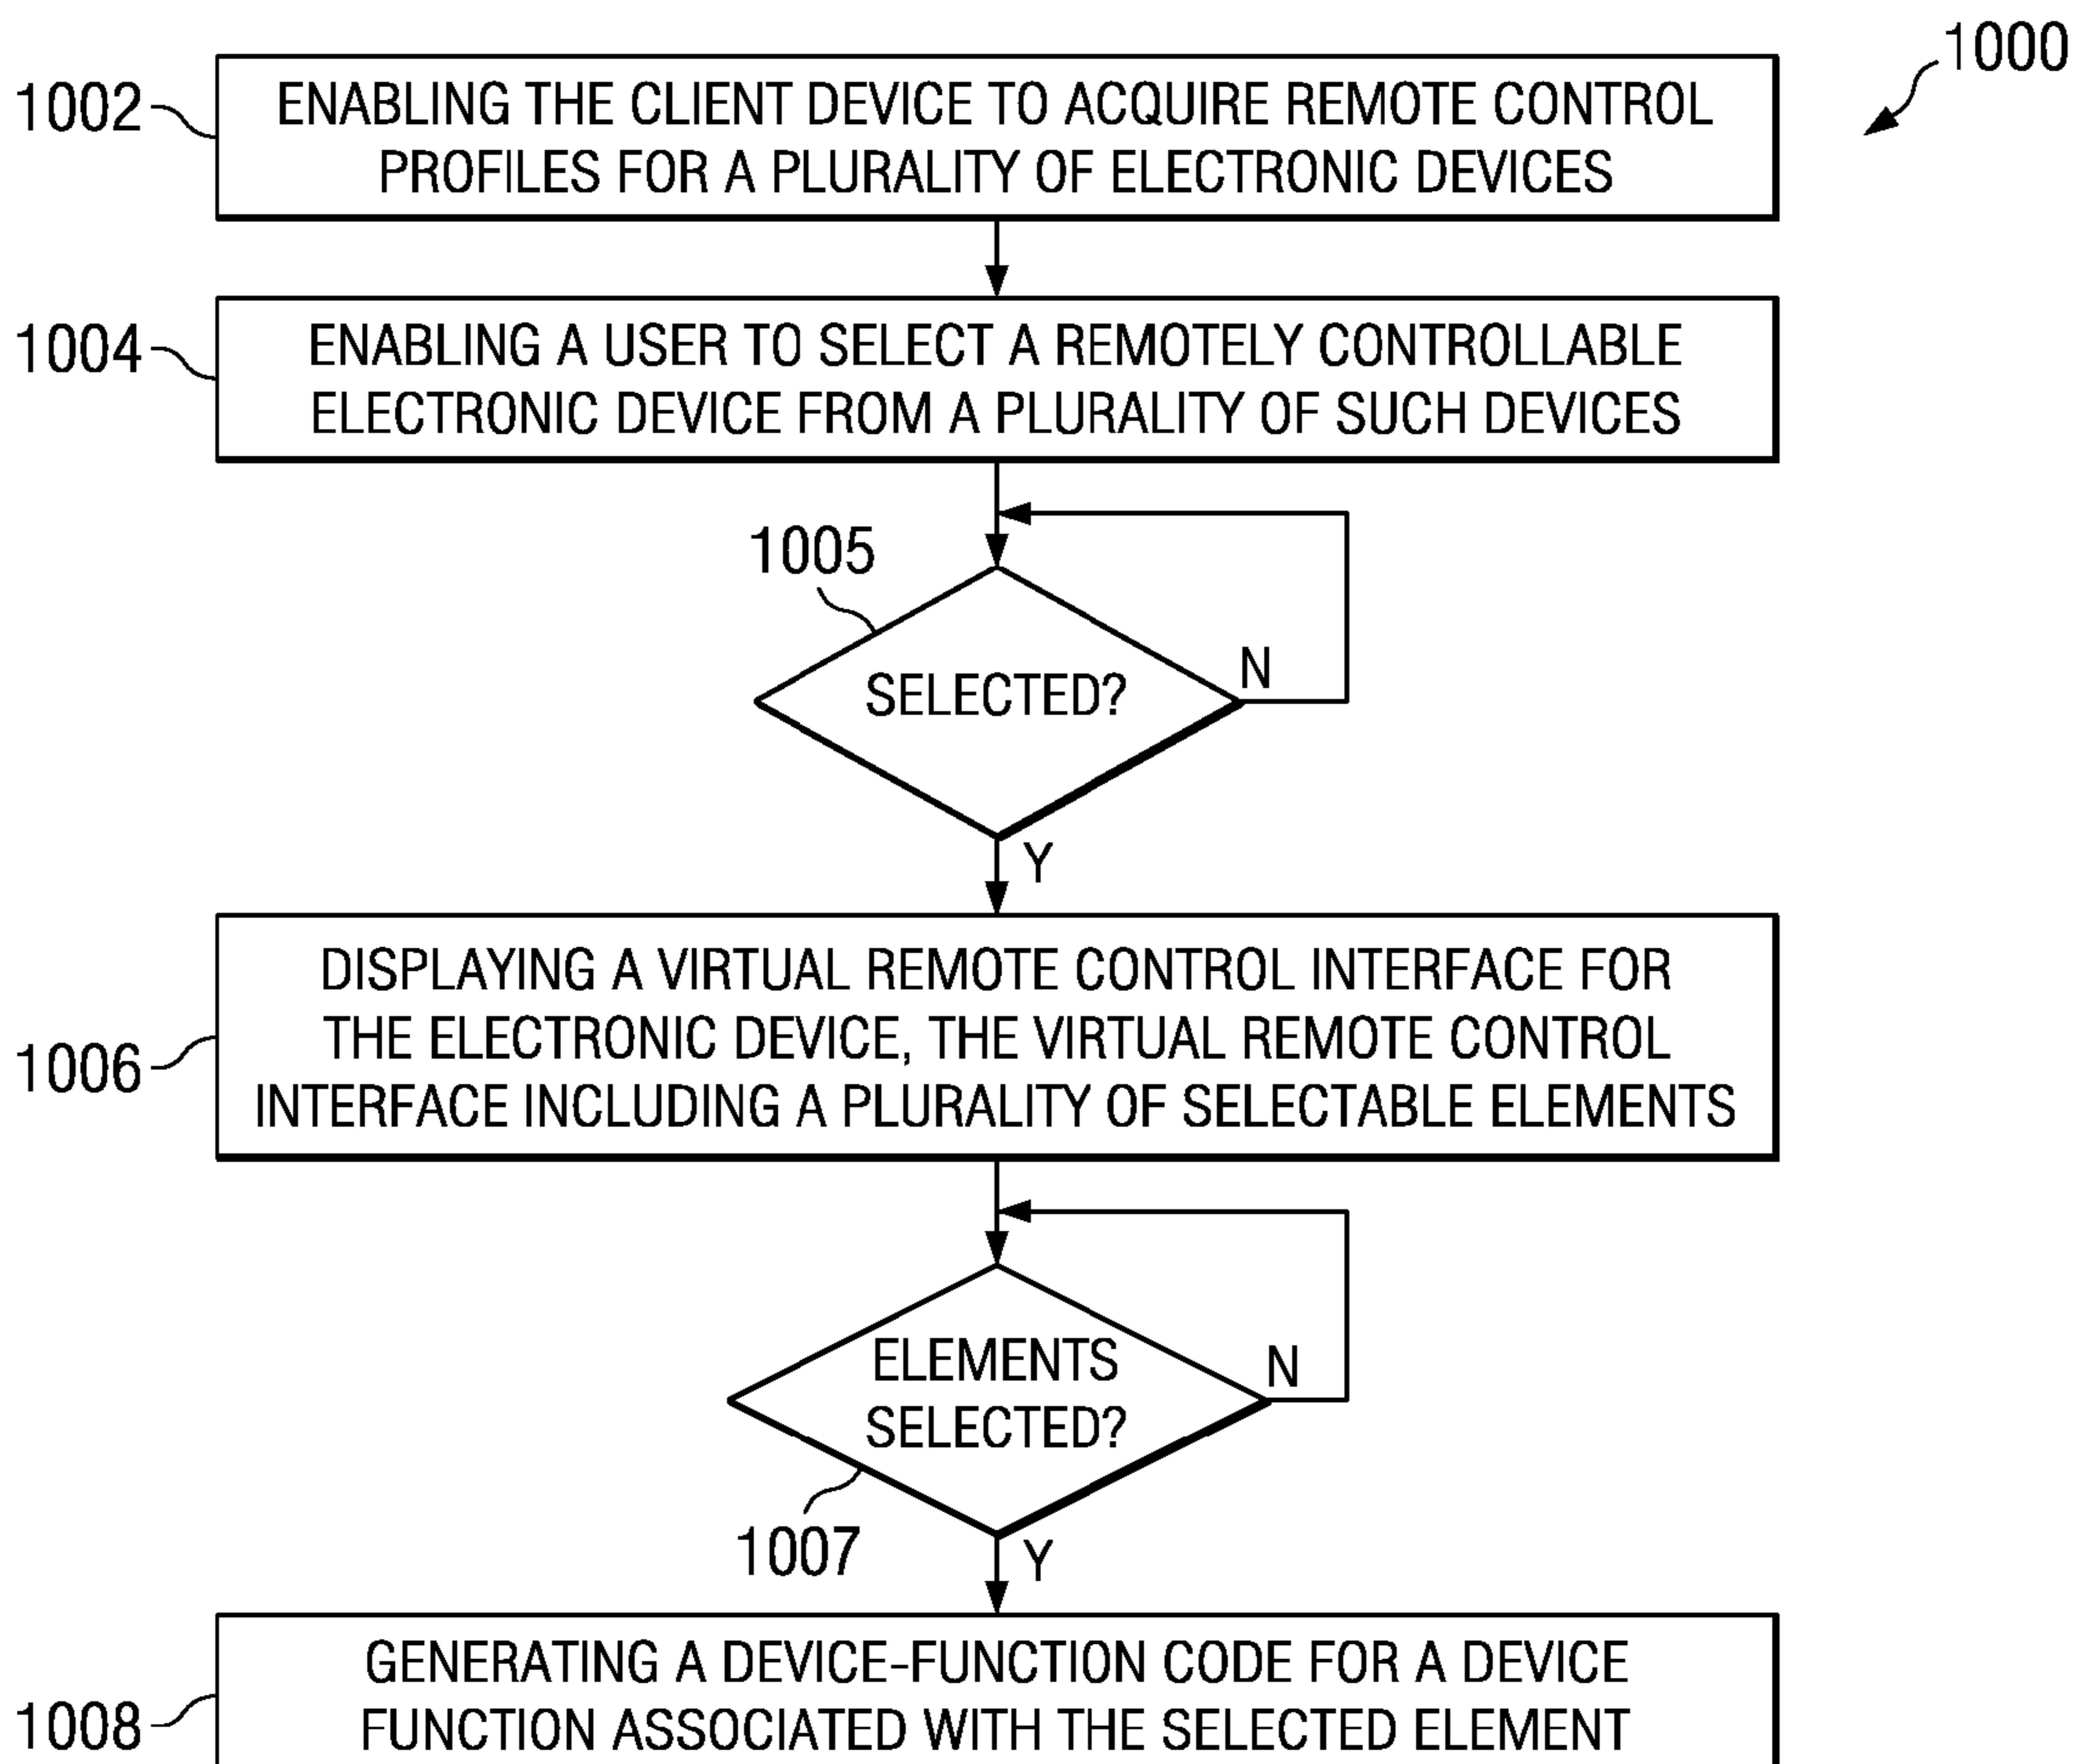 1000
1002
ENABLING THE CLIENT DEVICE TO ACQUIRE REMOTE CONTROL
PROFILES FOR A PLURALITY OF ELECTRONIC DEVICES
1004
ENABLING A USER TO SELECT A REMOTELY CONTROLLABLE
ELECTRONIC DEVICE FROM A PLURALITY OF SUCH DEVICES
1005
SELECTED?
N
Y
1006
DISPLAYING A VIRTUAL REMOTE CONTROL INTERFACE FOR
THE ELECTRONIC DEVICE, THE VIRTUAL REMOTE CONTROL
INTERFACE INCLUDING A PLURALITY OF SELECTABLE ELEMENTS
ELEMENTS
SELECTED?
N
1007
Y
1008
GENERATING A DEVICE-FUNCTION CODE FOR A DEVICE
FUNCTION ASSOCIATED WITH THE SELECTED ELEMENT